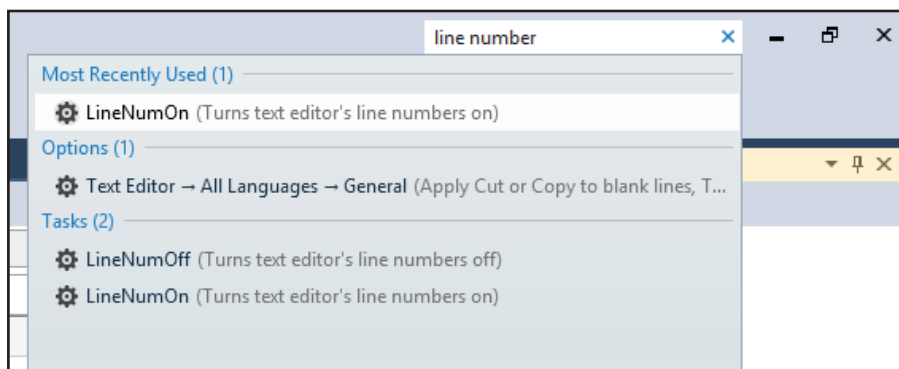 line number
Most Recently Used (1)
LineNumOn (Turns text editor's line numbers on)
Options (1)
Text Editor → All Languages → General (Apply Cut or Copy to blank lines, T...
Tasks (2)
LineNumOff (Turns text editor's line numbers off)
LineNumOn (Turns text editor's line numbers on)